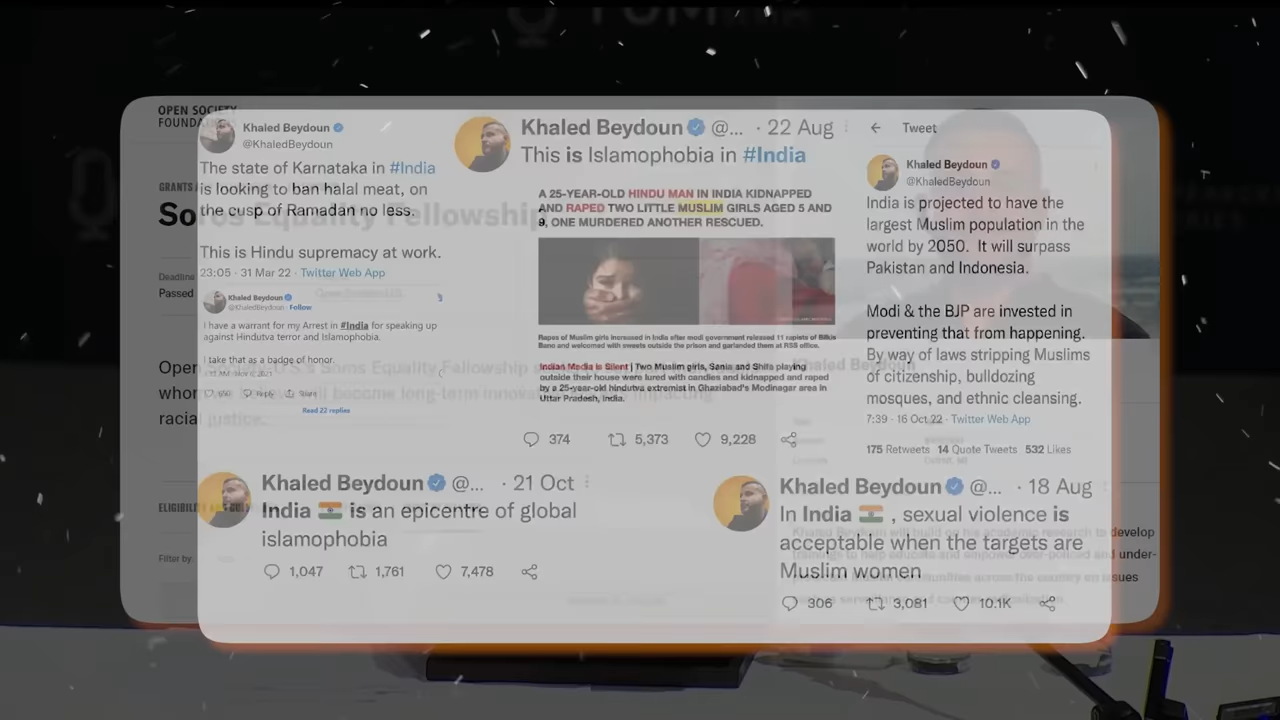 OPEN SOCIETY
Khaled Beydoun
@KhaledBeydoun
The state of Karnataka in #India
is looking to ban halal meat, on
the cusp of Ramadan no less.
This is Hindu supremacy at work.
23:05 · 31 Mar 22 · Twitter Web App
Khaled Beydoun
@KhaledBeydoun · Follow
I have a warrant for my Arrest in #India for speaking up
against Hindutva terror and Islamophobia.
I take that as a badge of honor.
Read 22 replies
Khaled Beydoun @... · 22 Aug
This is Islamophobia in #India
A 25-YEAR-OLD HINDU MAN IN INDIA KIDNAPPED
AND RAPED TWO LITTLE MUSLIM GIRLS AGED 5 AND
9, ONE MURDERED ANOTHER RESCUED.
Rapes of Muslim girls increased in India after modi government released 11 rapists of Bilkis
Bano and welcomed with sweets outside the prison and garlanded them at RSS office.
Indian Media is Silent | Two Muslim girls, Sania and Shifa playing
outside their house were lured with candies and kidnapped and raped
by a 25-year-old hindutva extremist in Ghaziabad's Modinagar area in
Uttar Pradesh, India.
374 5,373 9,228
Tweet
Khaled Beydoun
@KhaledBeydoun
India is projected to have the
largest Muslim population in the
world by 2050. It will surpass
Pakistan and Indonesia.
Modi & the BJP are invested in
preventing that from happening.
By way of laws stripping Muslims
of citizenship, bulldozing
mosques, and ethnic cleansing.
7:39 · 16 Oct 22 · Twitter Web App
175 Retweets 14 Quote Tweets 532 Likes
Khaled Beydoun @... · 21 Oct
India 🇮🇳 is an epicentre of global
islamophobia
1,047 1,761 7,478
Khaled Beydoun @... · 18 Aug
In India 🇮🇳 , sexual violence is
acceptable when the targets are
Muslim women
306 3,081 10.1K
Soros Equality Fellowship
Deadline
Passed
Filter by: